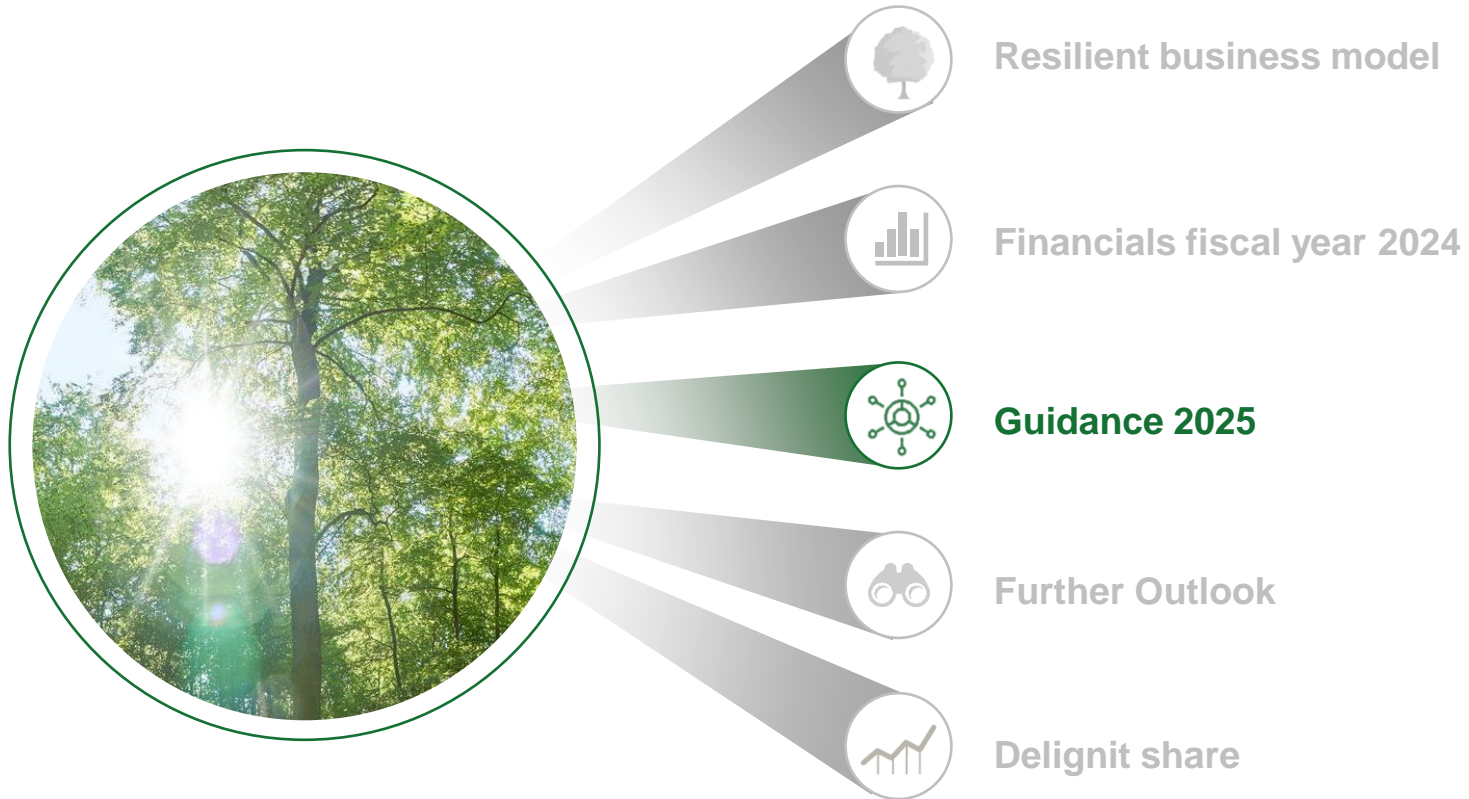 Resilient business model
Financials fiscal year 2024
Guidance 2025
Further Outlook
Delignit share